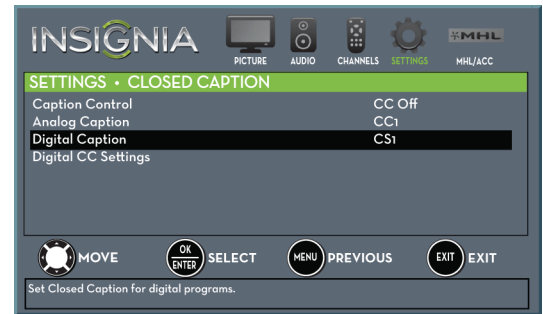 INSIGNIA
PICTURE AUDIO CHANNELS SETTINGS MHL MHL/ACC
SETTINGS • CLOSED CAPTION
Caption Control CC Off
Analog Caption CC1
Digital Caption CS1
Digital CC Settings
MOVE OK ENTER SELECT MENU PREVIOUS EXIT EXIT
Set Closed Caption for digital programs.